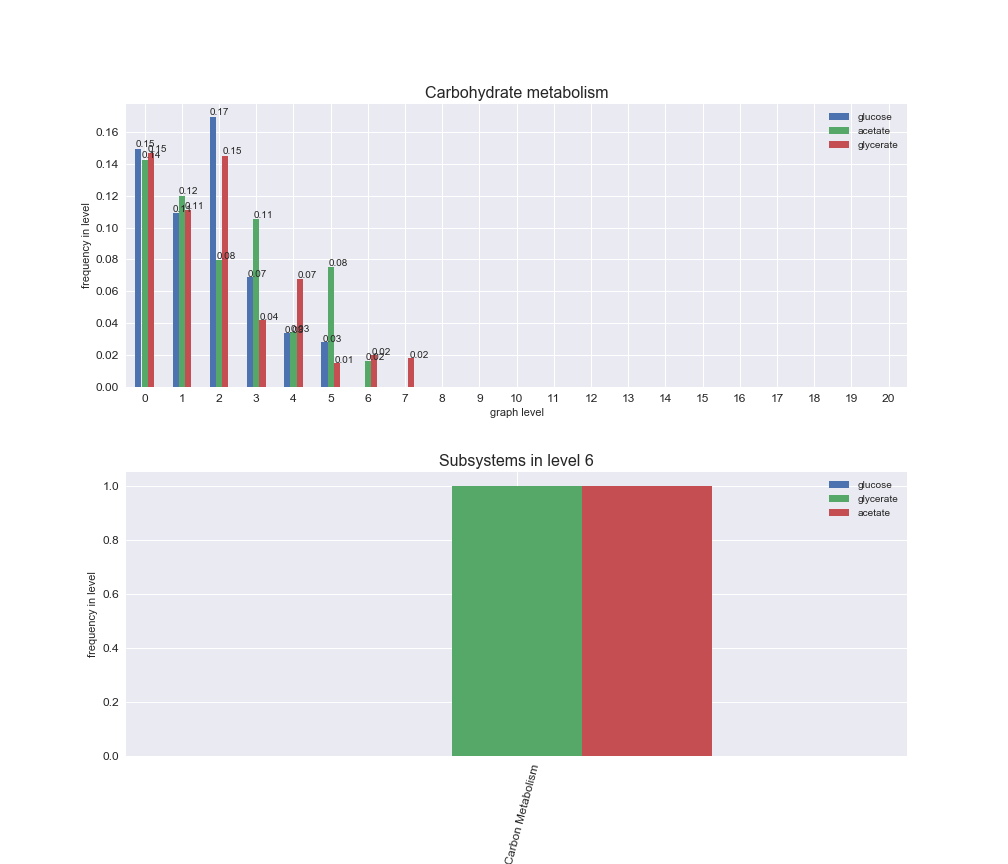 Carbohydrate metabolism
glucose
acetate
glycerate
frequency in level
0.16
0.14
0.12
0.10
0.08
0.06
0.04
0.02
0.00
0.15
0.14
0.15
0.11
0.12
0.11
0.17
0.08
0.15
0.07
0.11
0.04
0.03
0.03
0.07
0.03
0.08
0.01
0.02
0.02
0.02
0 1 2 3 4 5 6 7 8 9 10 11 12 13 14 15 16 17 18 19 20
graph level
Subsystems in level 6
glucose
glycerate
acetate
frequency in level
1.0
0.8
0.6
0.4
0.2
0.0
Carbon Metabolism